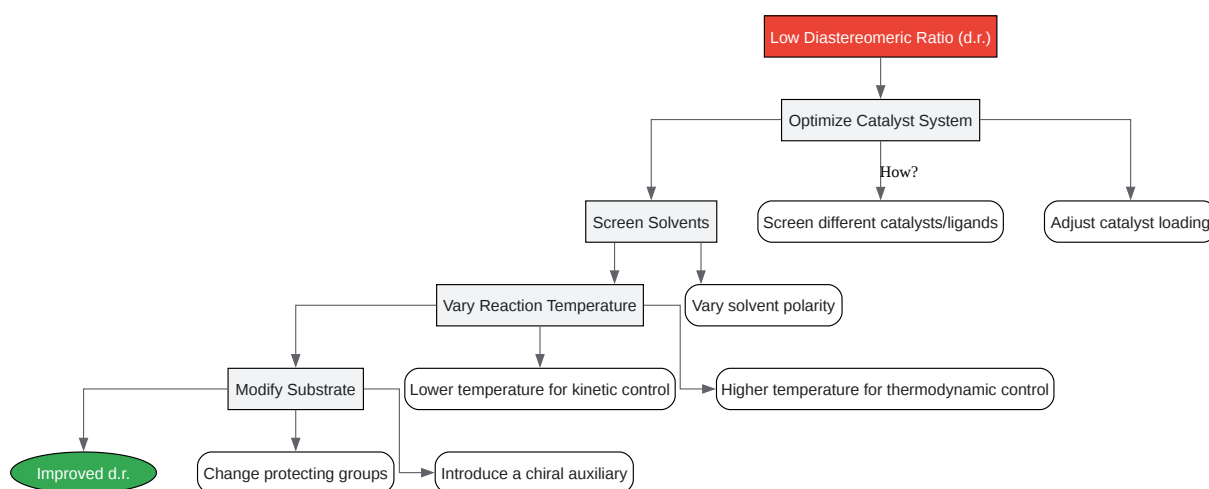 Low Diastereomeric Ratio (d.r.)
Optimize Catalyst System
How?
Screen Solvents
Screen different catalysts/ligands
Adjust catalyst loading
Vary Reaction Temperature
Vary solvent polarity
Modify Substrate
Lower temperature for kinetic control
Higher temperature for thermodynamic control
Improved d.r.
Change protecting groups
Introduce a chiral auxiliary